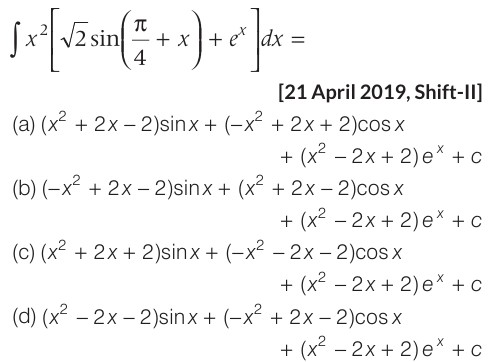 ∫ x² [ √2 sin( π/4 + x ) + eˣ ] dx =
[21 April 2019, Shift-II]
(a) (x² + 2x – 2)sin x + (–x² + 2x + 2)cos x
+ (x² – 2x + 2) eˣ + c
(b) (–x² + 2x – 2)sin x + (x² + 2x – 2)cos x
+ (x² – 2x + 2) eˣ + c
(c) (x² + 2x + 2)sin x + (–x² – 2x – 2)cos x
+ (x² – 2x + 2) eˣ + c
(d) (x² – 2x – 2)sin x + (–x² + 2x – 2)cos x
+ (x² – 2x + 2) eˣ + c